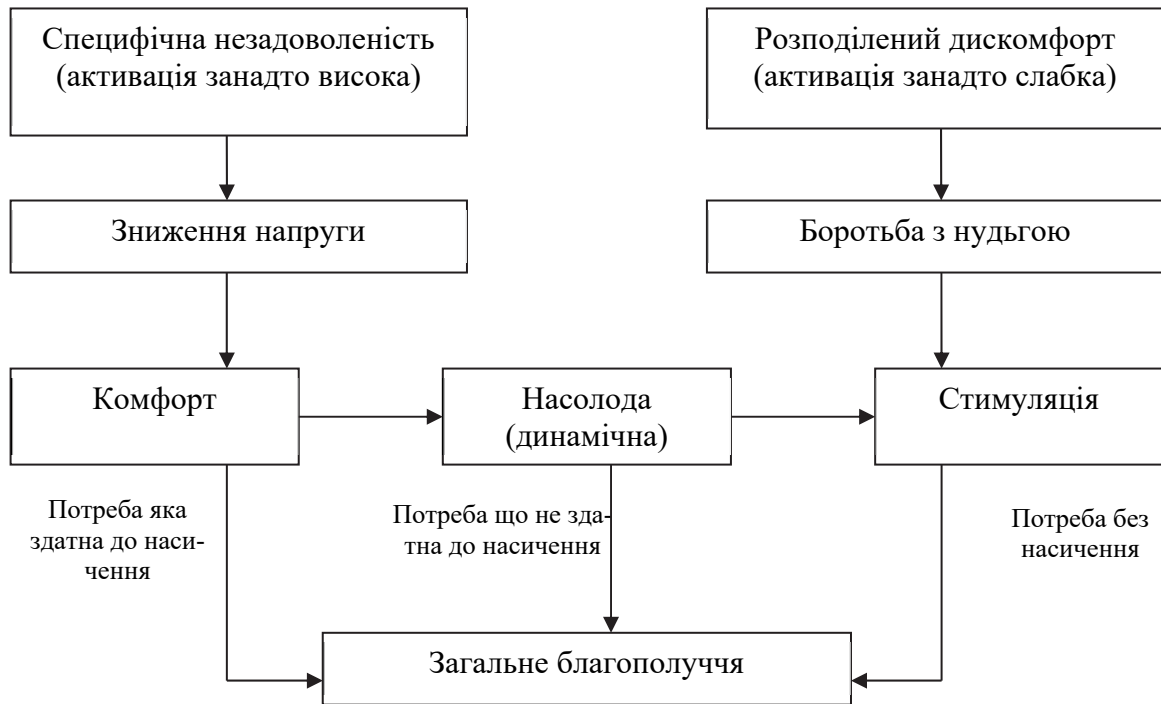 Специфічна незадоволеність
(активація занадто висока)
Розподілений дискомфорт
(активація занадто слабка)
Зниження напруги
Боротьба з нудьгою
Комфорт
Насолода
(динамічна)
Стимуляція
Потреба яка
здатна до наси-
чення
Потреба що не зда-
тна до насичення
Потреба без
насичення
Загальне благополуччя